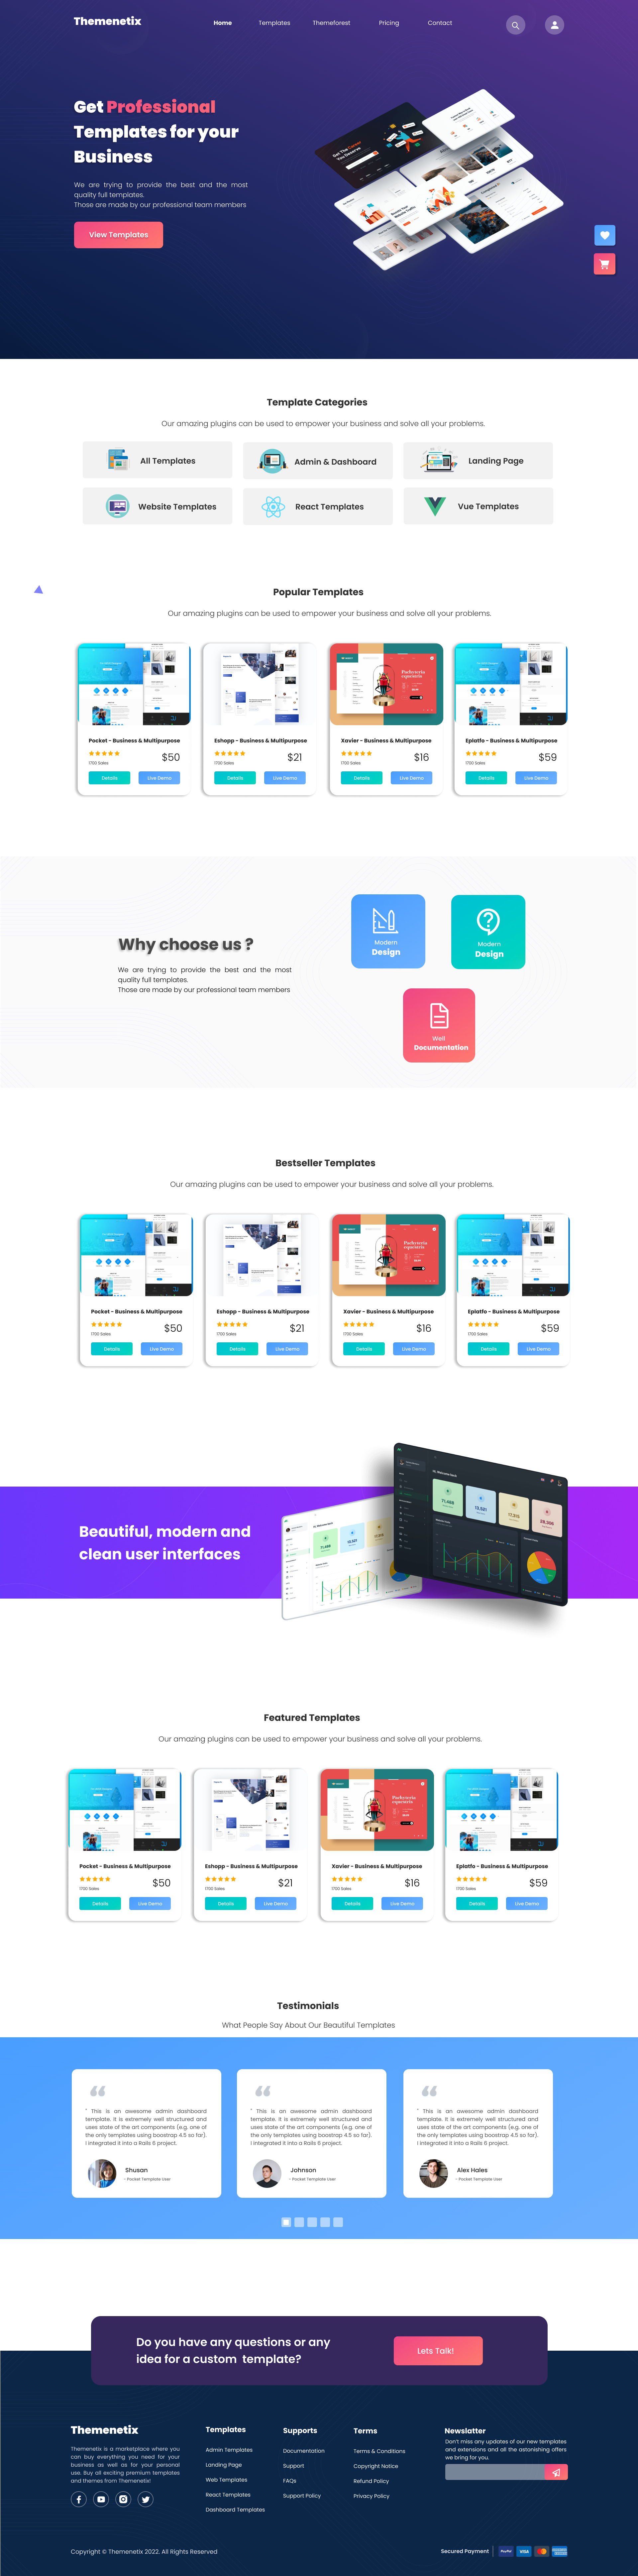 Themenetix
Home
Templates
Themeforest
Pricing
Contact
Get Professional
Templates for your
Business
We are trying to provide the best and the most
quality full templates.
Those are made by our professional team members
View Templates
Template Categories
Our amazing plugins can be used to empower your business and solve all your problems.
All Templates
Admin & Dashboard
Landing Page
Website Templates
React Templates
Vue Templates
Popular Templates
Our amazing plugins can be used to empower your business and solve all your problems.
Pocket - Business & Multipurpose
$50
1700 Sales
Details
Live Demo
Eshopp - Business & Multipurpose
$21
1700 Sales
Details
Live Demo
Xavier - Business & Multipurpose
$16
1700 Sales
Details
Live Demo
Eplatfo - Business & Multipurpose
$59
1700 Sales
Details
Live Demo
Why choose us ?
We are trying to provide the best and the most
quality full templates.
Those are made by our professional team members
Modern
Design
Modern
Design
Well
Documentation
Bestseller Templates
Our amazing plugins can be used to empower your business and solve all your problems.
Pocket - Business & Multipurpose
$50
1700 Sales
Details
Live Demo
Eshopp - Business & Multipurpose
$21
1700 Sales
Details
Live Demo
Xavier - Business & Multipurpose
$16
1700 Sales
Details
Live Demo
Eplatfo - Business & Multipurpose
$59
1700 Sales
Details
Live Demo
Beautiful, modern and
clean user interfaces
Featured Templates
Our amazing plugins can be used to empower your business and solve all your problems.
Pocket - Business & Multipurpose
$50
1700 Sales
Details
Live Demo
Eshopp - Business & Multipurpose
$21
1700 Sales
Details
Live Demo
Xavier - Business & Multipurpose
$16
1700 Sales
Details
Live Demo
Eplatfo - Business & Multipurpose
$59
1700 Sales
Details
Live Demo
Testimonials
What People Say About Our Beautiful Templates
" This is an awesome admin dashboard
template. It is extremely well structured and
uses state of the art components (e.g. one of
the only templates using boostrap 4.5 so far).
I integrated it into a Rails 6 project.
Shusan
- Pocket Template User
" This is an awesome admin dashboard
template. It is extremely well structured and
uses state of the art components (e.g. one of
the only templates using boostrap 4.5 so far).
I integrated it into a Rails 6 project.
Johnson
- Pocket Template User
" This is an awesome admin dashboard
template. It is extremely well structured and
uses state of the art components (e.g. one of
the only templates using boostrap 4.5 so far).
I integrated it into a Rails 6 project.
Alex Hales
- Pocket Template User
Do you have any questions or any
idea for a custom template?
Lets Talk!
Themenetix
Themenetix is a marketplace where you
can buy everything you need for your
business as well as for your personal
use. Buy all exciting premium templates
and themes from Themenetix!
Templates
Admin Templates
Landing Page
Web Templates
React Templates
Dashboard Templates
Supports
Documentation
Support
FAQs
Support Policy
Terms
Terms & Conditions
Copyright Notice
Refund Policy
Privacy Policy
Newsletter
Don't miss any updates of our new templates
and extensions and all the astonishing offers
we bring for you.
Copyright © Themenetix 2022. All Rights Reserved
Secured Payment
PayPal
VISA